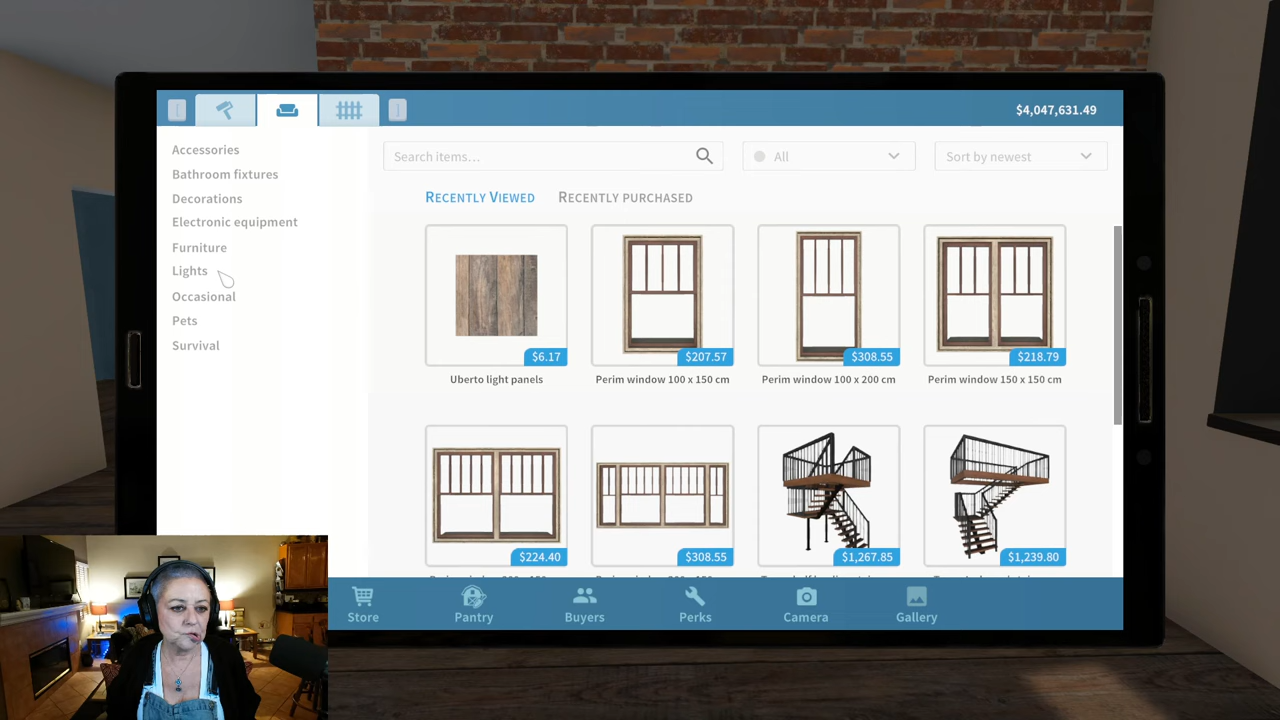 $4,047,631.49
Accessories
Bathroom fixtures
Decorations
Electronic equipment
Furniture
Lights
Occasional
Pets
Survival
Search items...
All
Sort by newest
RECENTLY VIEWED
RECENTLY PURCHASED
$6.17
$207.57
$308.55
$218.79
Uberto light panels
Perim window 100 x 150 cm
Perim window 100 x 200 cm
Perim window 150 x 150 cm
$224.40
$308.55
$1,267.85
$1,239.80
Store
Pantry
Buyers
Perks
Camera
Gallery